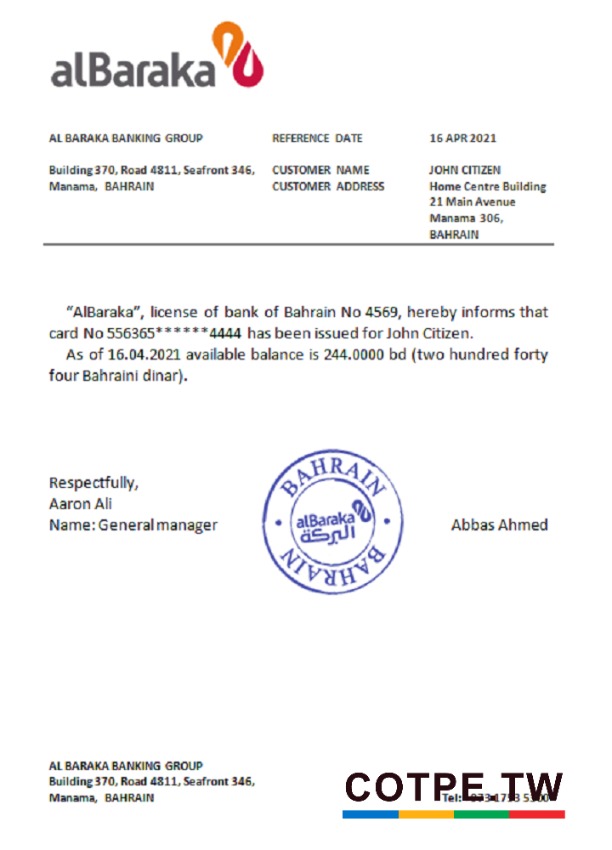 alBaraka
AL BARAKA BANKING GROUP REFERENCE DATE 16 APR 2021
Building 370, Road 4811, Seafront 346, CUSTOMER NAME JOHN CITIZEN
Manama, BAHRAIN CUSTOMER ADDRESS Home Centre Building
21 Main Avenue
Manama 306,
BAHRAIN
“AlBaraka”, license of bank of Bahrain No 4569, hereby informs that
card No 556365******4444 has been issued for John Citizen.
As of 16.04.2021 available balance is 244.0000 bd (two hundred forty
four Bahraini dinar).
Respectfully,
Aaron Ali
Name: General manager
BAHRAIN
alBaraka
البركة
BAHRAIN
Abbas Ahmed
AL BARAKA BANKING GROUP
Building 370, Road 4811, Seafront 346,
Manama, BAHRAIN
COTPE.TW
Tel: